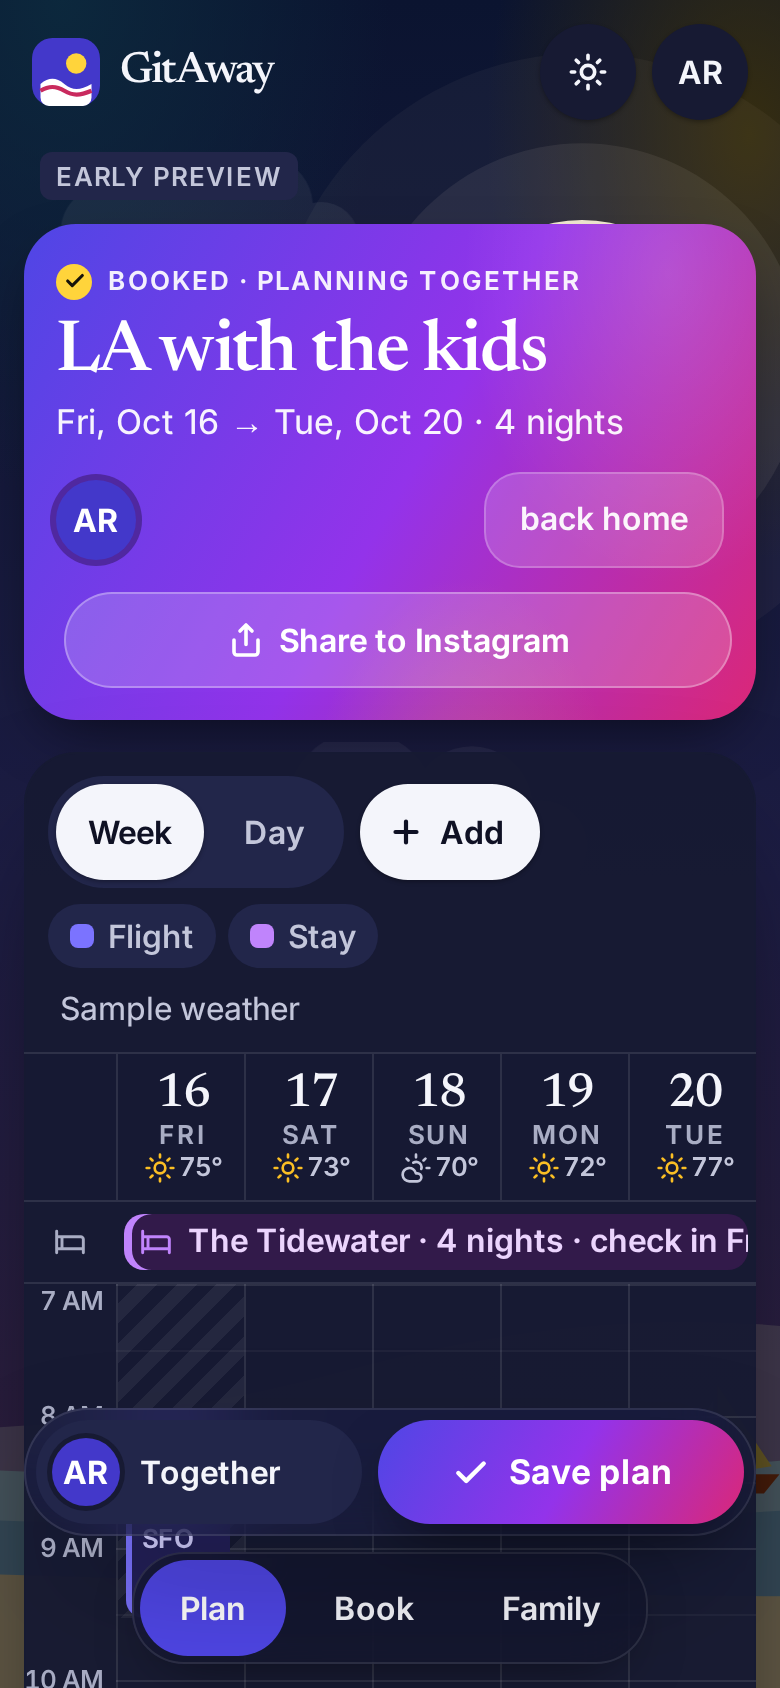 GitAway
AR
EARLY PREVIEW
BOOKED · PLANNING TOGETHER
LA with the kids
Fri, Oct 16 → Tue, Oct 20 · 4 nights
AR
back home
Share to Instagram
Week Day + Add
Flight Stay
Sample weather
16 17 18 19 20
FRI SAT SUN MON TUE
75° 73° 70° 72° 77°
The Tidewater · 4 nights · check in
7 AM
AR Together
Save plan
SFO
9 AM
Plan Book Family
10 AM